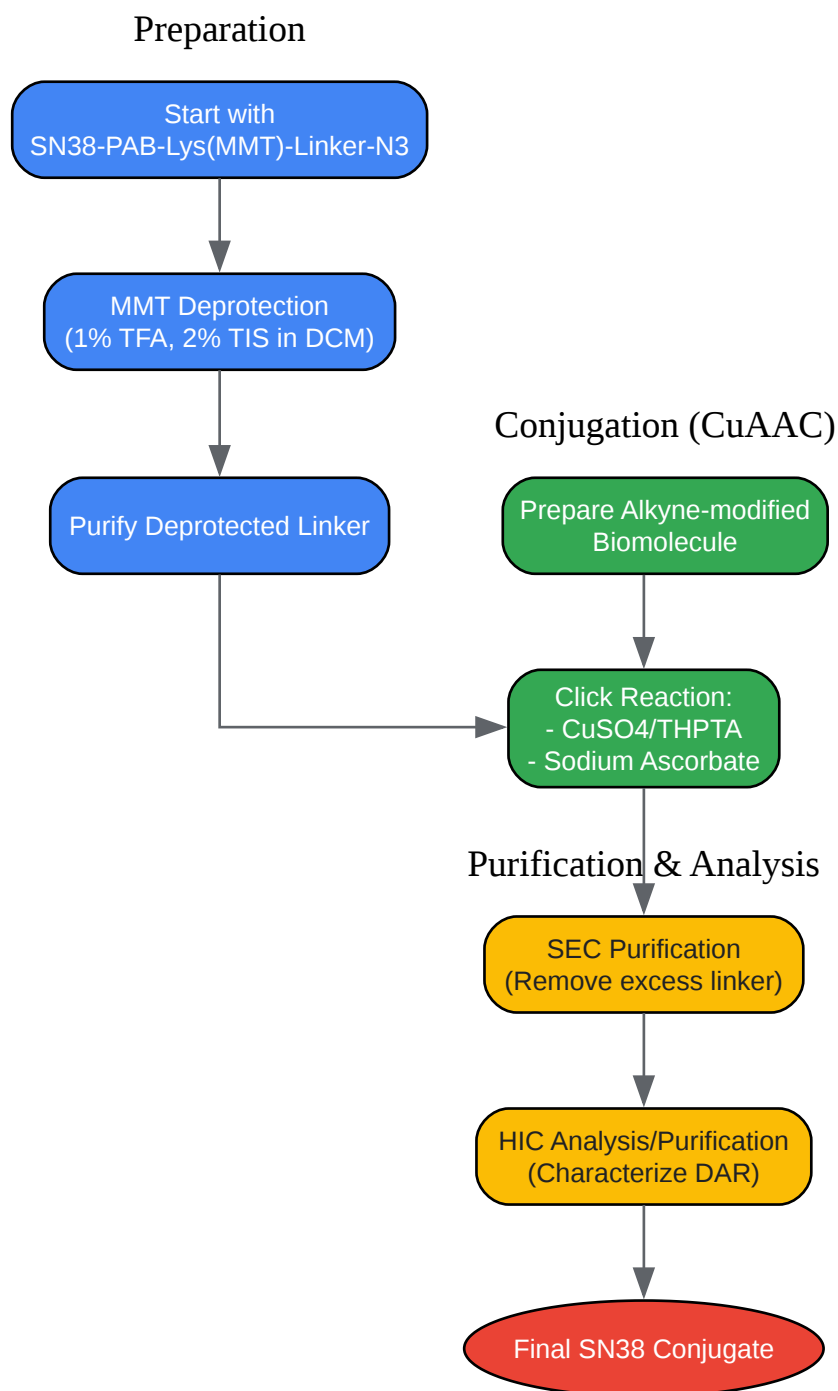 Preparation
Start with
SN38-PAB-Lys(MMT)-Linker-N3
MMT Deprotection
(1% TFA, 2% TIS in DCM)
Purify Deprotected Linker
Conjugation (CuAAC)
Prepare Alkyne-modified
Biomolecule
Click Reaction:
- CuSO4/THPTA
- Sodium Ascorbate
Purification & Analysis
SEC Purification
(Remove excess linker)
HIC Analysis/Purification
(Characterize DAR)
Final SN38 Conjugate